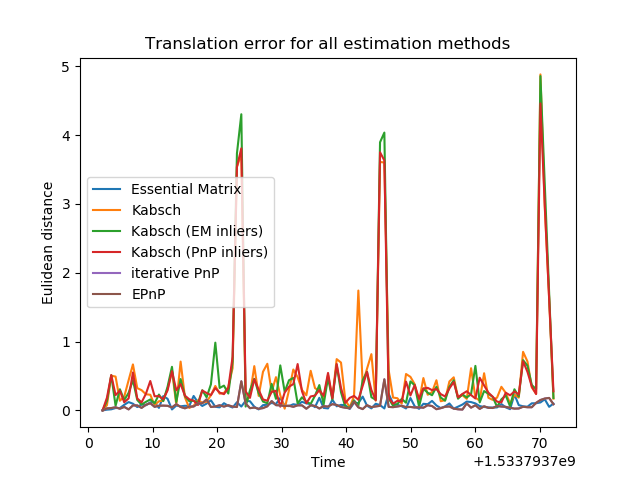 Translation error for all estimation methods
5
4
3
2
1
0
Eulidean distance
Essential Matrix
Kabsch
Kabsch (EM inliers)
Kabsch (PnP inliers)
iterative PnP
EPnP
0 10 20 30 40 50 60 70
Time
+1.5337937e9